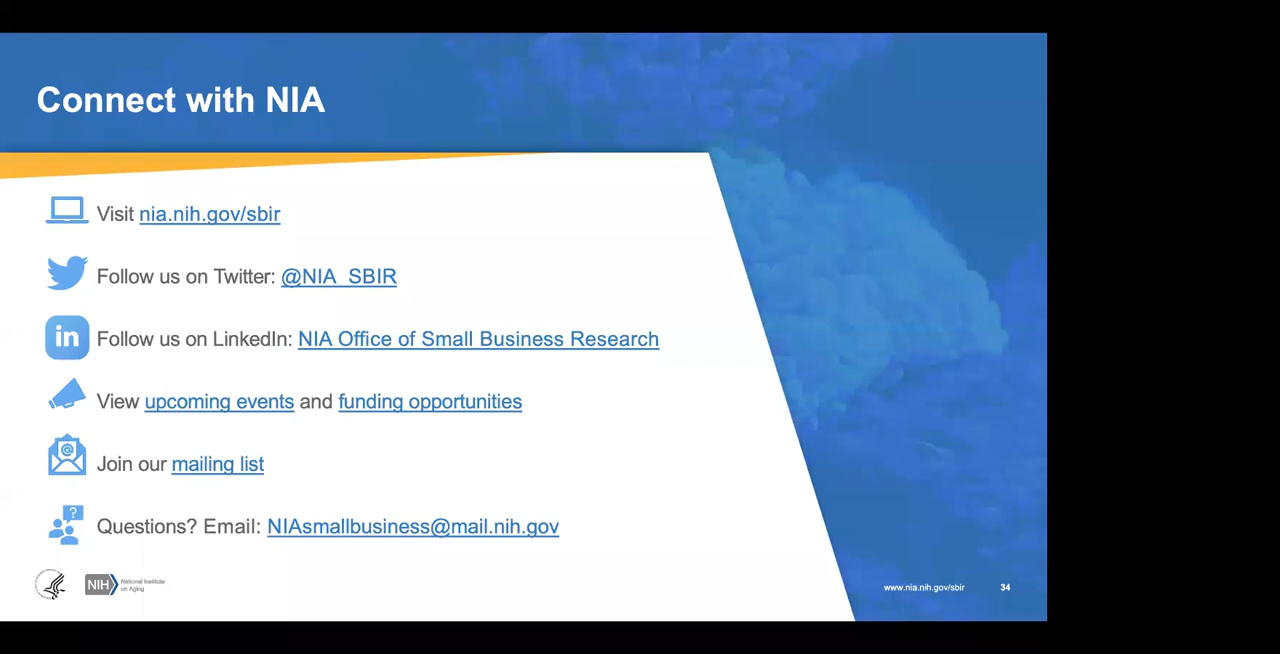 Connect with NIA
Visit nia.nih.gov/sbir
Follow us on Twitter: @NIA_SBIR
in Follow us on LinkedIn: NIA Office of Small Business Research
View upcoming events and funding opportunities
@
Join our mailing list
?
Questions? Email: NIAsmallbusiness@mail.nih.gov
NIH National Institute
on Aging
www.nia.nih.gov/sbir 34